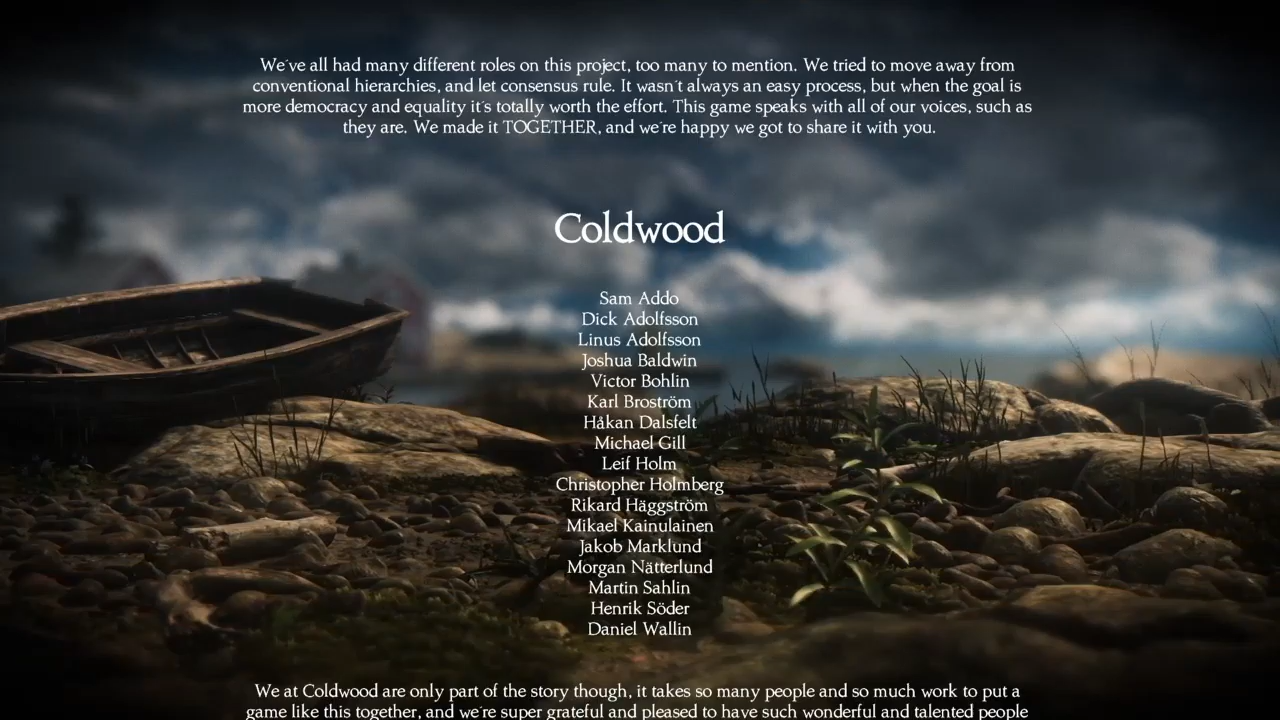 We´ve all had many different roles on this project, too many to mention. We tried to move away from
conventional hierarchies, and let consensus rule. It wasn´t always an easy process, but when the goal is
more democracy and equality it´s totally worth the effort. This game speaks with all of our voices, such as
they are. We made it TOGETHER, and we´re happy we got to share it with you.
Coldwood
Sam Addo
Dick Adolfsson
Linus Adolfsson
Joshua Baldwin
Victor Bohlin
Karl Broström
Håkan Dalsfelt
Michael Gill
Leif Holm
Christopher Holmberg
Rikard Häggström
Mikael Kainulainen
Jakob Marklund
Morgan Nätterlund
Martin Sahlin
Henrik Söder
Daniel Wallin
We at Coldwood are only part of the story though, it takes so many people and so much work to put a
game like this together, and we´re super grateful and pleased to have such wonderful and talented people